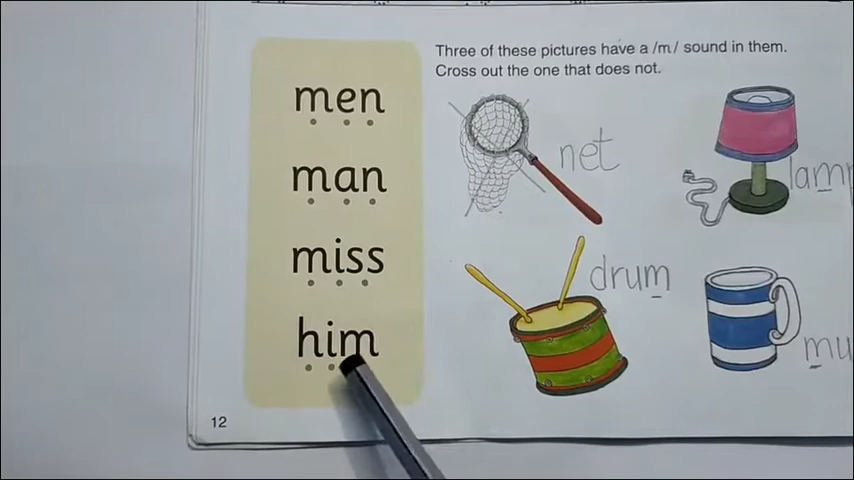 men
man
miss
him
12
Three of these pictures have a /m/ sound in them.
Cross out the one that does not.
net
lamp
drum
mu